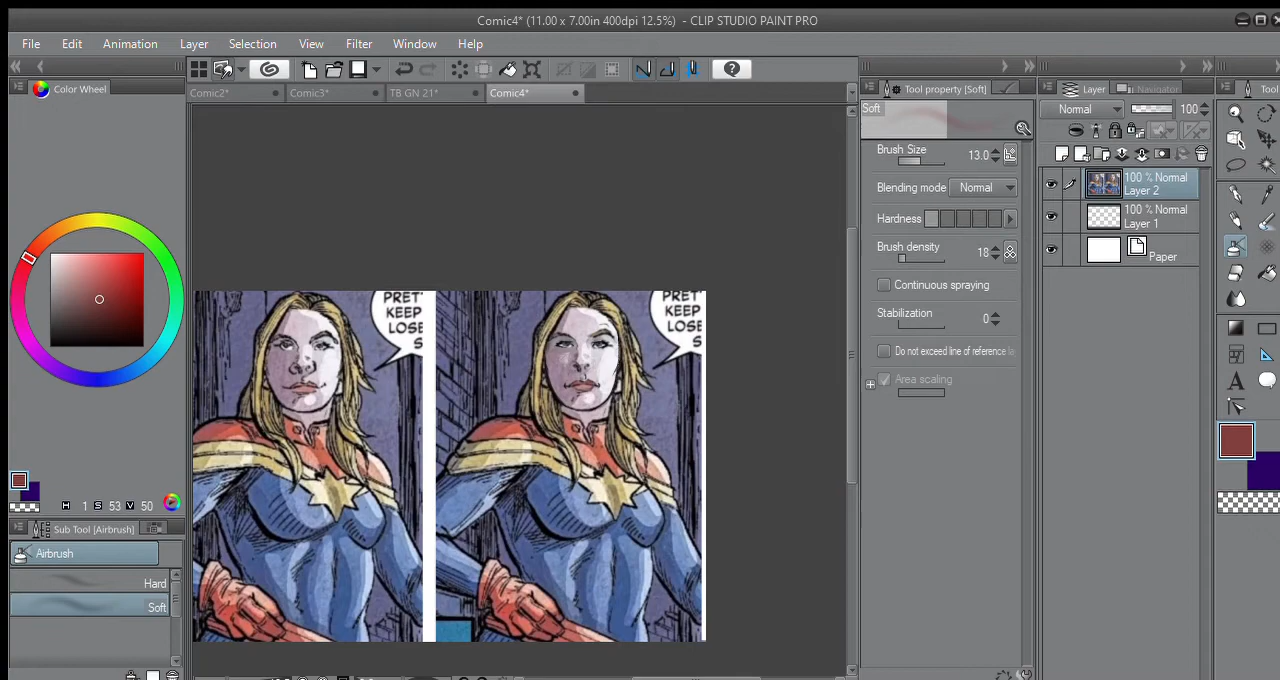 Comic4* (11.00 x 7.00in 400dpi 12.5%) - CLIP STUDIO PAINT PRO
File Edit Animation Layer Selection View Filter Window Help
Color Wheel
Comic2* Comic3* TB GN 21* Comic4*
Tool property [Soft]
Layer Navigator
Tool
Soft
Normal 100
Brush Size 13.0
Blending mode Normal
Hardness
Brush density 18
Continuous spraying
Stabilization 0
Do not exceed line of reference la
Area scaling
100 % Normal
Layer 2
100 % Normal
Layer 1
Paper
PRET
KEEP
LOSE
S
PRET
KEEP
LOSE
S
H 1 S 53 V 50
Sub Tool [Airbrush]
Airbrush
Hard
Soft
A